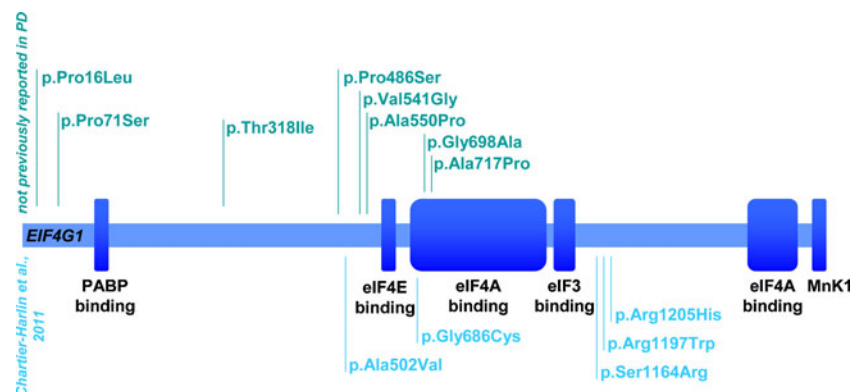 not previously reported in PD
p.Pro16Leu
p.Pro71Ser
p.Thr318Ile
p.Pro486Ser
p.Val541Gly
p.Ala550Pro
p.Gly698Ala
p.Ala717Pro
EIF4G1
PABP
binding
eIF4E
binding
eIF4A
binding
eIF3
binding
eIF4A
binding
MnK1
Chartier-Harlin et al.,
2011
p.Ala502Val
p.Gly686Cys
p.Arg1205His
p.Arg1197Trp
p.Ser1164Arg